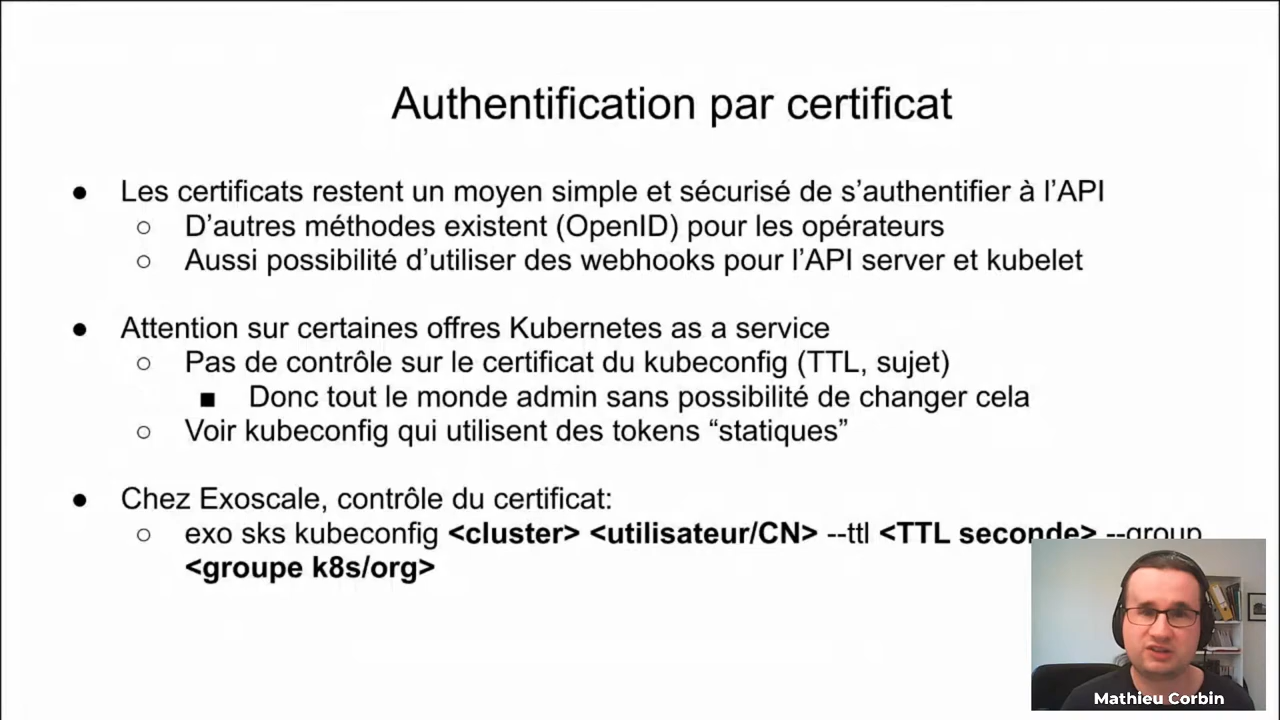 Authentification par certificat
● Les certificats restent un moyen simple et sécurisé de s’authentifier à l’API
○ D’autres méthodes existent (OpenID) pour les opérateurs
○ Aussi possibilité d’utiliser des webhooks pour l’API server et kubelet
● Attention sur certaines offres Kubernetes as a service
○ Pas de contrôle sur le certificat du kubeconfig (TTL, sujet)
■ Donc tout le monde admin sans possibilité de changer cela
○ Voir kubeconfig qui utilisent des tokens “statiques”
● Chez Exoscale, contrôle du certificat:
○ exo sks kubeconfig <cluster> <utilisateur/CN> --ttl <TTL seconde> --group
<groupe k8s/org>
Mathieu Corbin